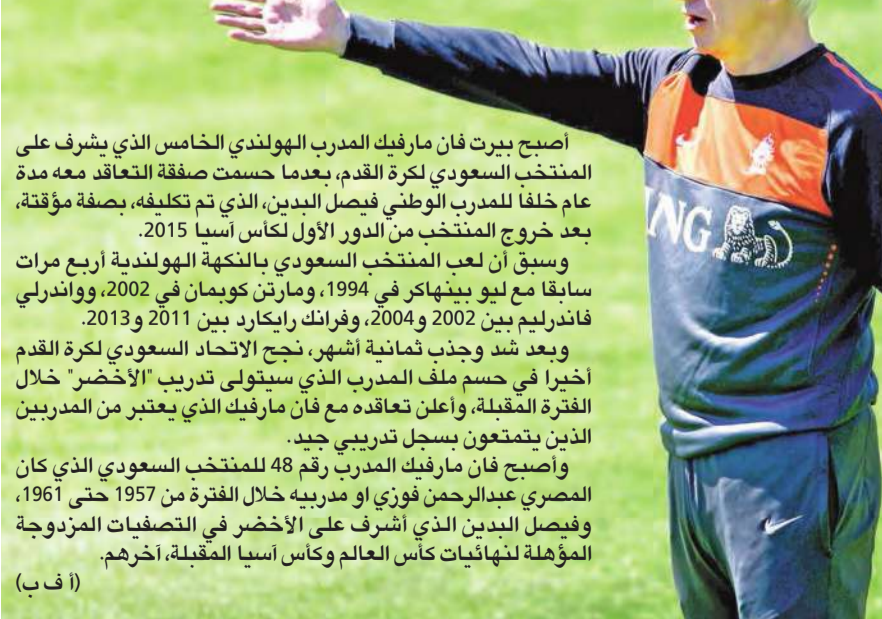 أصبح بيرت فان مارفيك المدرب الهولندي الخامس الذي يشرف على
المنتخب السعودي لكرة القدم، بعدما حسمت صفقة التعاقد معه مدة
عام خلفا للمدرب الوطني فيصل البدين، الذي تم تكليفه، بصفة مؤقتة،
بعد خروج المنتخب من الدور الأول لكأس آسيا 2015.
وسبق أن لعب المنتخب السعودي بالنكهة الهولندية أربع مرات
سابقا مع ليو بينهاكر في 1994، ومارتن كوبمان في 2002، وواندرلي
فاندرليم بين 2002 و2004، وفرانك رايكارد بين 2011 و2013.
وبعد شد وجذب ثمانية أشهر، نجح الاتحاد السعودي لكرة القدم
أخيرا في حسم ملف المدرب الذي سيتولى تدريب "الأخضر" خلال
الفترة المقبلة، وأعلن تعاقده مع فان مارفيك الذي يعتبر من المدربين
الذين يتمتعون بسجل تدريبي جيد.
وأصبح فان مارفيك المدرب رقم 48 للمنتخب السعودي الذي كان
المصري عبدالرحمن فوزي او مدربيه خلال الفترة من 1957 حتى 1961،
وفيصل البدين الذي أشرف على الأخضر في التصفيات المزدوجة
المؤهلة لنهائيات كأس العالم وكأس آسيا المقبلة، آخرهم.
(أ ف ب)
ING